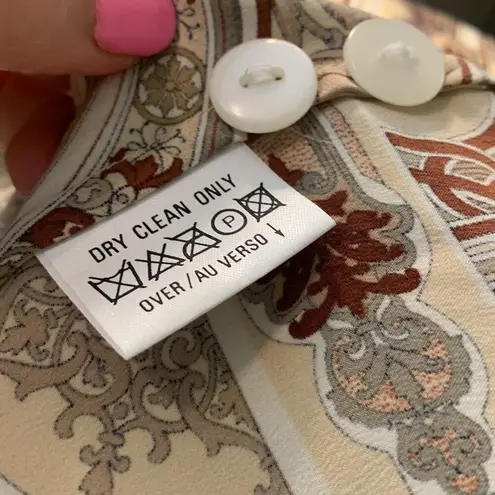 DRY CLEAN ONLY
P
OVER / AU VERSO ↓